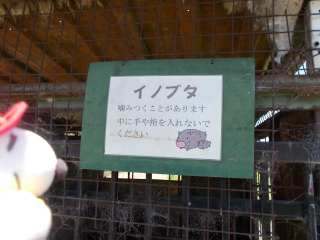 イノブタ
噛みつくことがあります
中に手や指を入れないで
ください